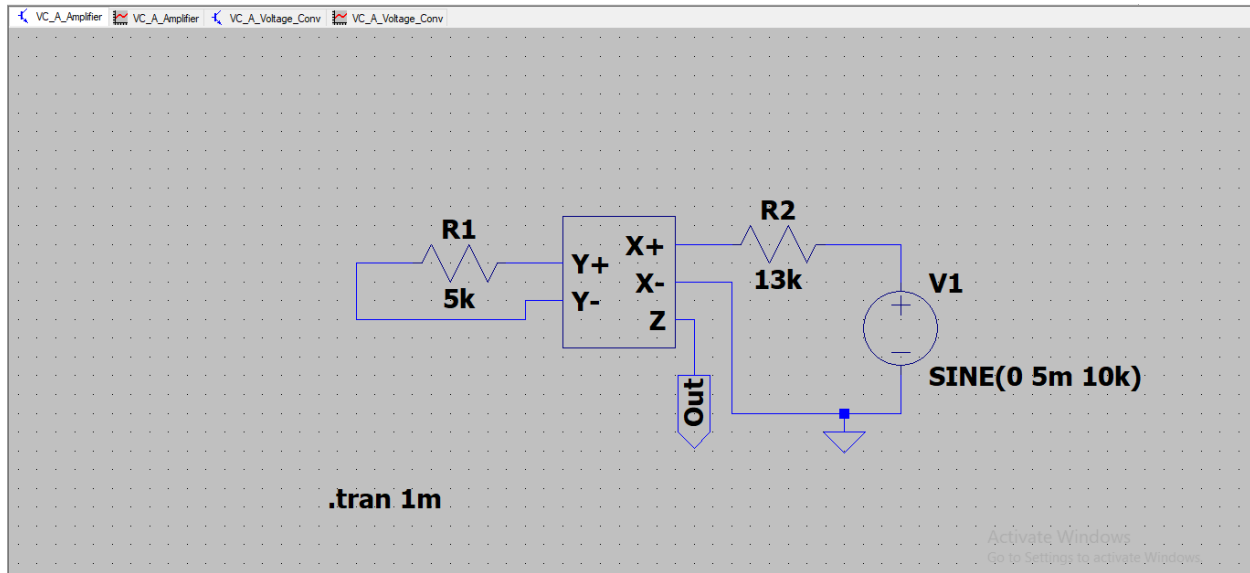 VC_A_Amplifier VC_A_Amplifier VC_A_Voltage_Conv VC_A_Voltage_Conv
R1
5k
Y+
Y-
X+
X-
Z
Out
R2
13k
V1
SINE(0 5m 10k)
.tran 1m
Activate Windows
Go to Settings to activate Windows.